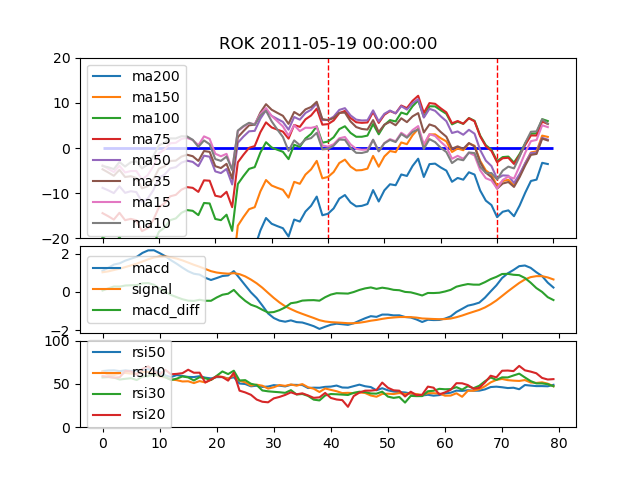 ROK 2011-05-19 00:00:00
20
10
0
−10
−20
ma200
ma150
ma100
ma75
ma50
ma35
ma15
ma10
2
0
−2
macd
signal
macd_diff
100
50
0
rsi50
rsi40
rsi30
rsi20
0 10 20 30 40 50 60 70 80